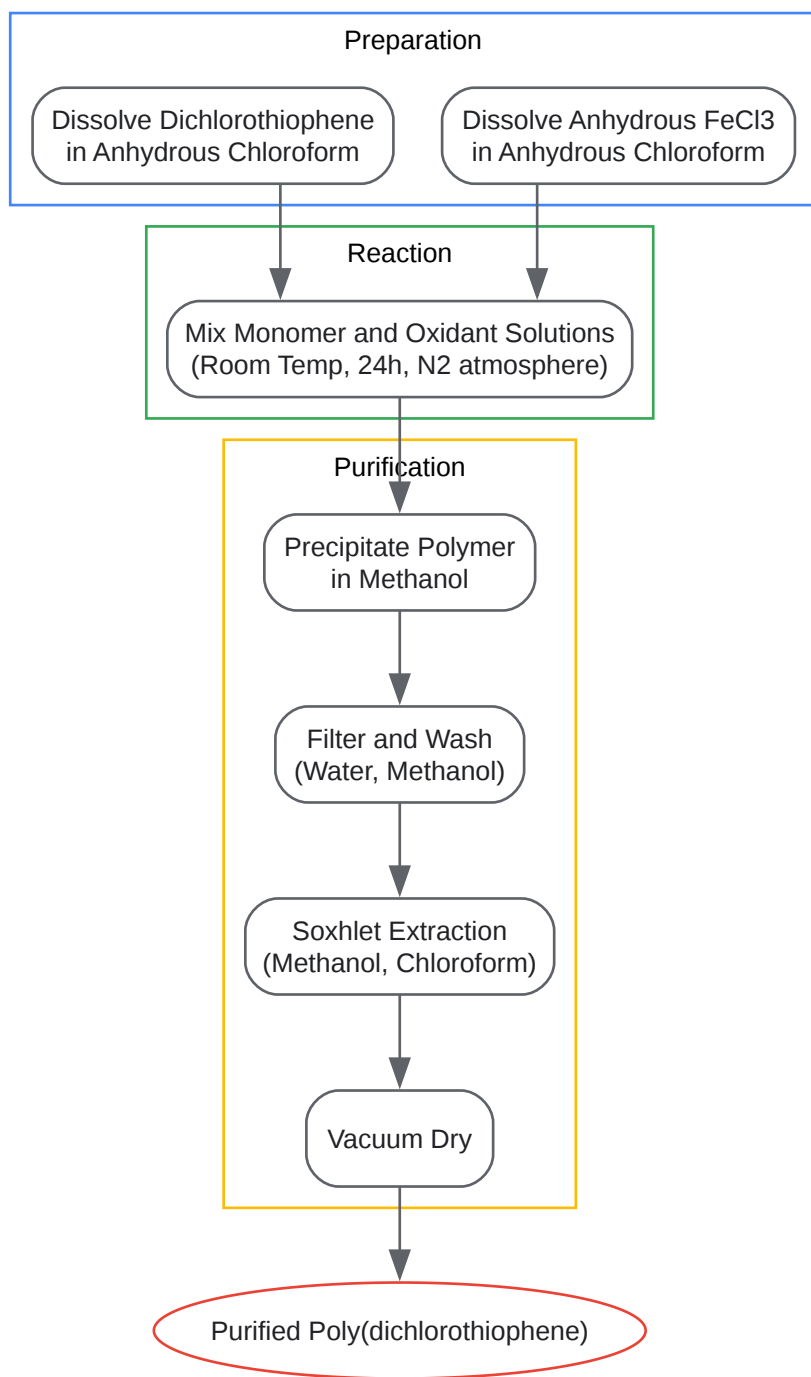 Preparation
Dissolve Dichlorothiophene
in Anhydrous Chloroform
Dissolve Anhydrous FeCl3
in Anhydrous Chloroform
Reaction
Mix Monomer and Oxidant Solutions
(Room Temp, 24h, N2 atmosphere)
Purification
Precipitate Polymer
in Methanol
Filter and Wash
(Water, Methanol)
Soxhlet Extraction
(Methanol, Chloroform)
Vacuum Dry
Purified Poly(dichlorothiophene)